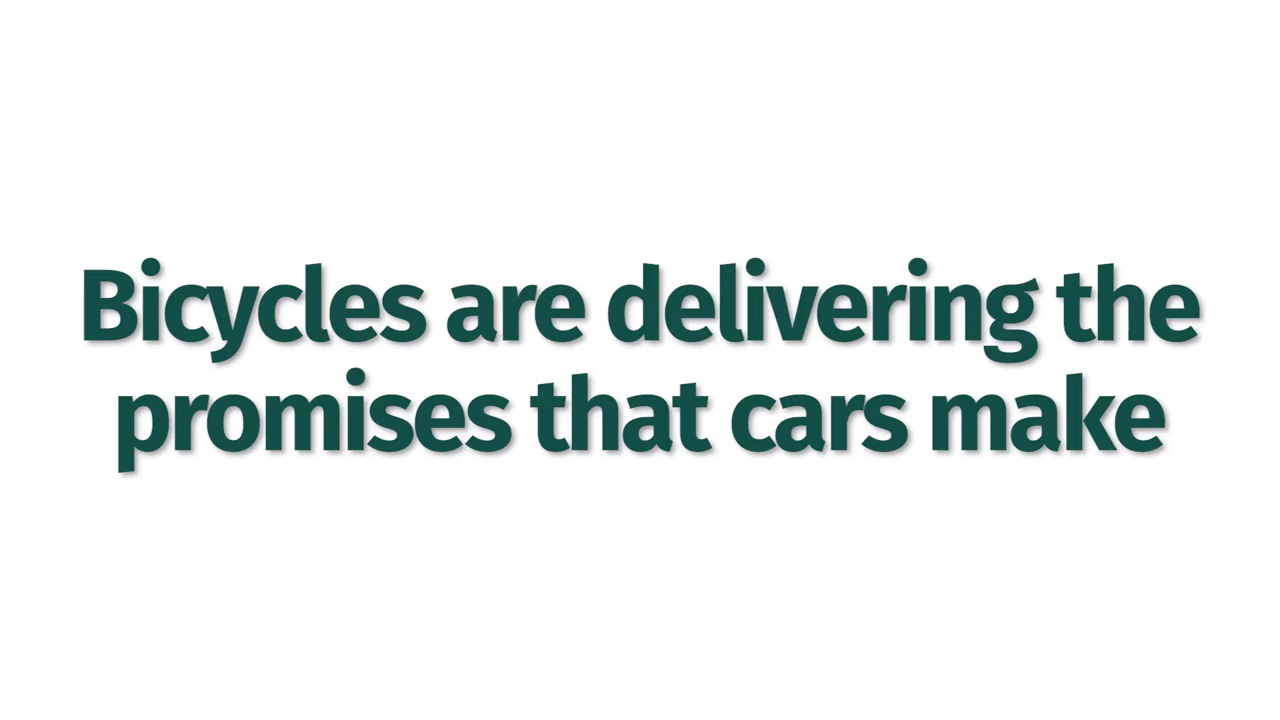 Bicycles are delivering the
promises that cars make